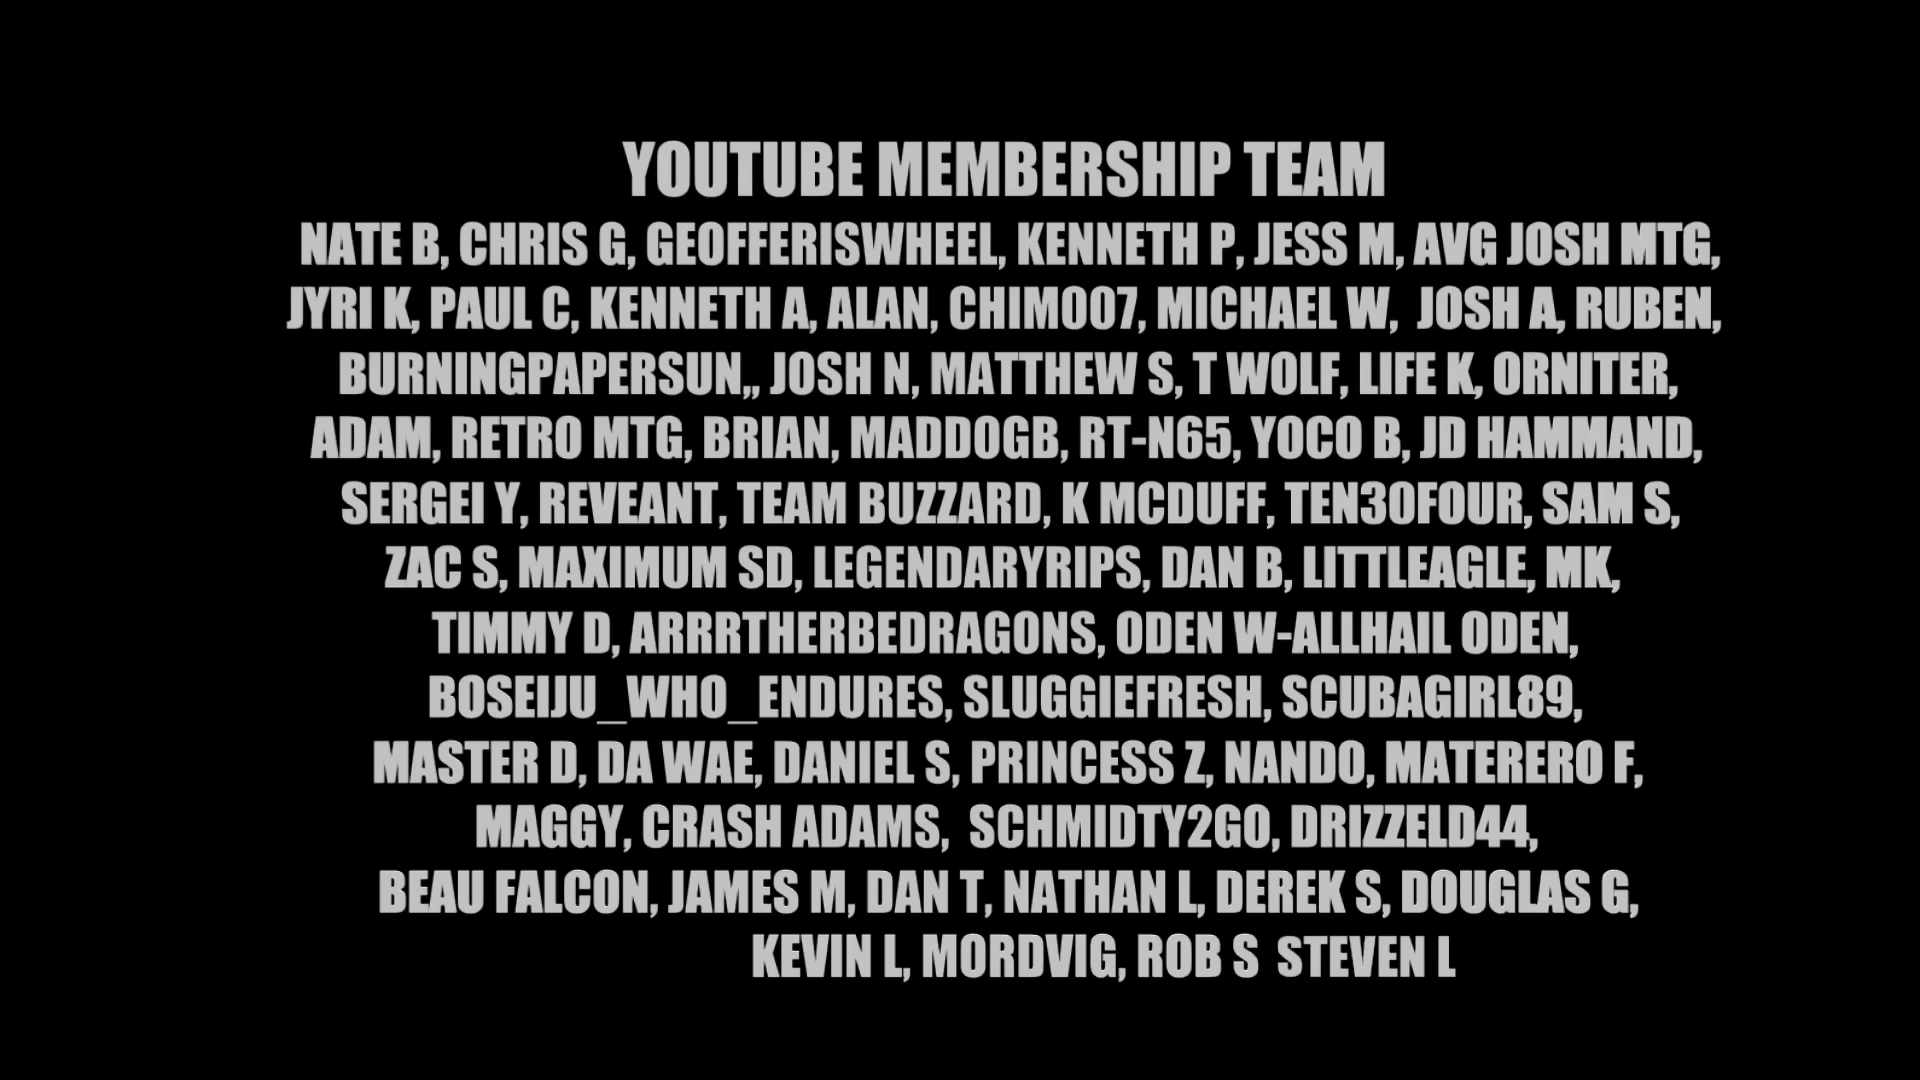 YOUTUBE MEMBERSHIP TEAM
NATE B, CHRIS G, GEOFFERISWHEEL, KENNETH P, JESS M, AVG JOSH MTG,
JYRI K, PAUL C, KENNETH A, ALAN, CHIMO07, MICHAEL W,  JOSH A, RUBEN,
BURNINGPAPERSUN,, JOSH N, MATTHEW S, T WOLF, LIFE K, ORNITER,
ADAM, RETRO MTG, BRIAN, MADDOGB, RT-N65, YOCO B, JD HAMMAND,
SERGEI Y, REVEANT, TEAM BUZZARD, K MCDUFF, TEN30FOUR, SAM S,
ZAC S, MAXIMUM SD, LEGENDARYRIPS, DAN B, LITTLEAGLE, MK,
TIMMY D, ARRRTHERBEDRAGONS, ODEN W-ALLHAIL ODEN,
BOSEIJU_WHO_ENDURES, SLUGGIEFRESH, SCUBAGIRL89,
MASTER D, DA WAE, DANIEL S, PRINCESS Z, NANDO, MATERERO F,
MAGGY, CRASH ADAMS,  SCHMIDTY2GO, DRIZZELD44,
BEAU FALCON, JAMES M, DAN T, NATHAN L, DEREK S, DOUGLAS G,
KEVIN L, MORDVIG, ROB S  STEVEN L